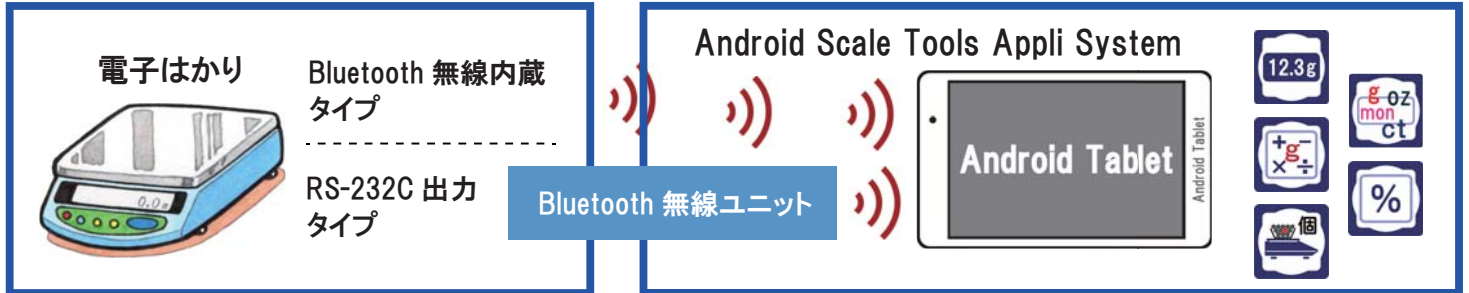 電子はかり
Bluetooth 無線内蔵
タイプ
RS-232C 出力
タイプ
0.0g
Bluetooth 無線ユニット
Android Scale Tools Appli System
Android Tablet
Android Tablet
12.3g
g oz
mon
ct
+g-
×÷
%
個